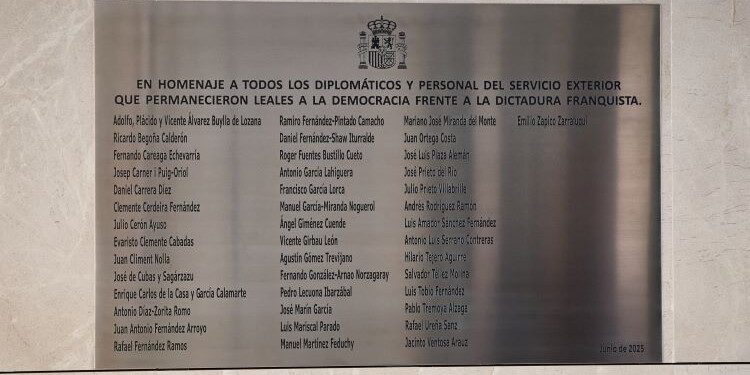 EN HOMENAJE A TODOS LOS DIPLOMÁTICOS Y PERSONAL DEL SERVICIO EXTERIOR
QUE PERMANECIERON LEALES A LA DEMOCRACIA FRENTE A LA DICTADURA FRANQUISTA.
Adolfo, Plácido y Vicente Álvarez Buylla de Lozana
Ricardo Begoña Calderón
Fernando Careaga Echevarría
Josep Carner i Puig-Oriol
Daniel Carrera Díez
Clemente Cerdeira Fernández
Julio Cerón Ayuso
Evaristo Clemente Cabadas
Juan Climent Nolla
José de Cubas y Sagárzazu
Enrique Carlos de la Casa y García Calamarte
Antonio Díaz-Zorita Romo
Juan Antonio Fernández Arroyo
Rafael Fernández Ramos
Ramiro Fernández-Pintado Camacho
Daniel Fernández-Shaw Iturralde
Roger Fuentes Bustillo Cueto
Antonio García Lahiguera
Francisco García Lorca
Manuel García-Miranda Noguerol
Ángel Giménez Cuende
Vicente Girbau León
Agustín Gómez Trevijano
Fernando González-Arnao Norzagaray
Pedro Lecuona Ibarzábal
José Marín García
Luis Mariscal Parado
Manuel Martínez Feduchy
Mariano José Miranda del Monte
Juan Ortega Costa
José Luis Plaza Alemán
José Prieto del Río
Julio Prieto Villabrille
Andrés Rodríguez Ramón
Luis Amador Sánchez Fernández
Antonio Luis Serrano Contreras
Hilario Tejero Aguirre
Salvador Téllez Molina
Luis Tobío Fernández
Pablo Tremoya Alzaga
Rafael Ureña Sanz
Jacinto Ventosa Arauz
Emilio Zapico Zarraluqui
Junio de 2025